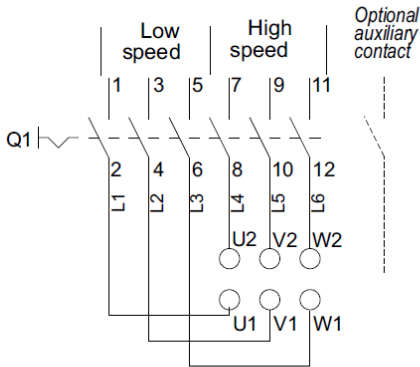 Low speed
High speed
Optional auxiliary contact
1 3 5 7 9 11
Q1
2 4 6 8 10 12
L1 L2 L3 L4 L5 L6
U2 V2 W2
U1 V1 W1